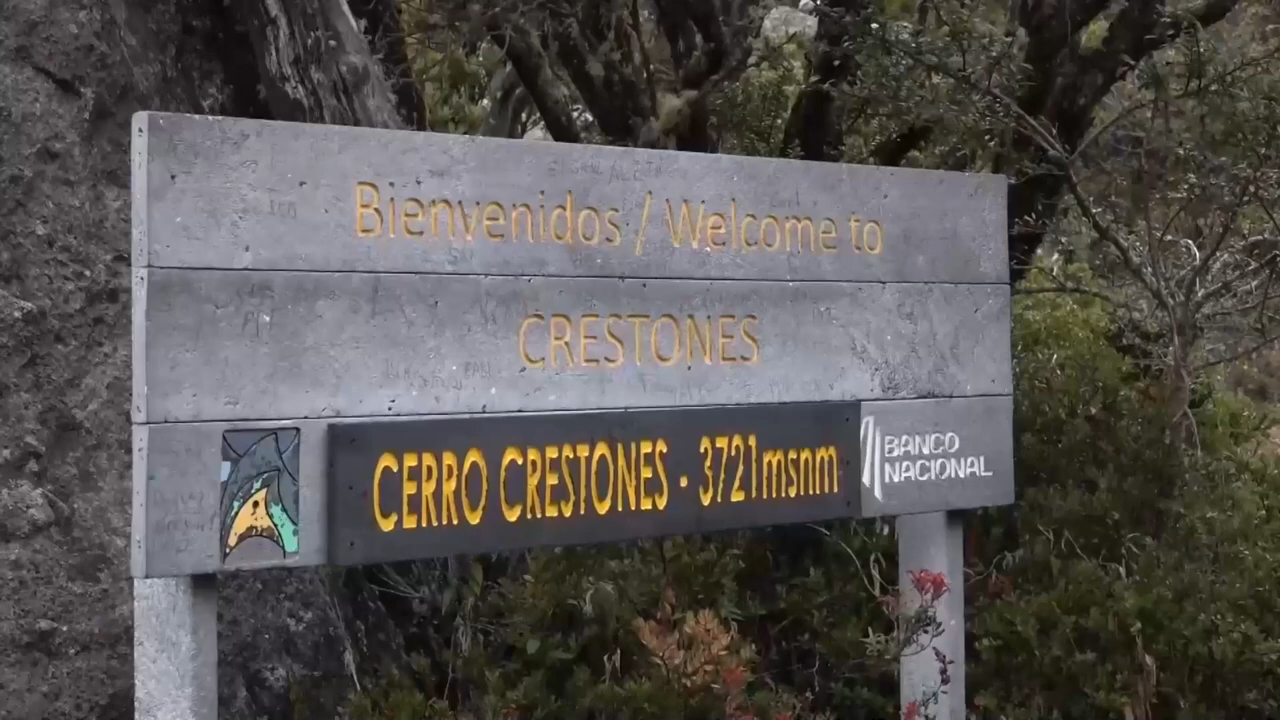 Bienvenidos / Welcome to
CRESTONES
CERRO CRESTONES - 3721msnm
BANCO
NACIONAL